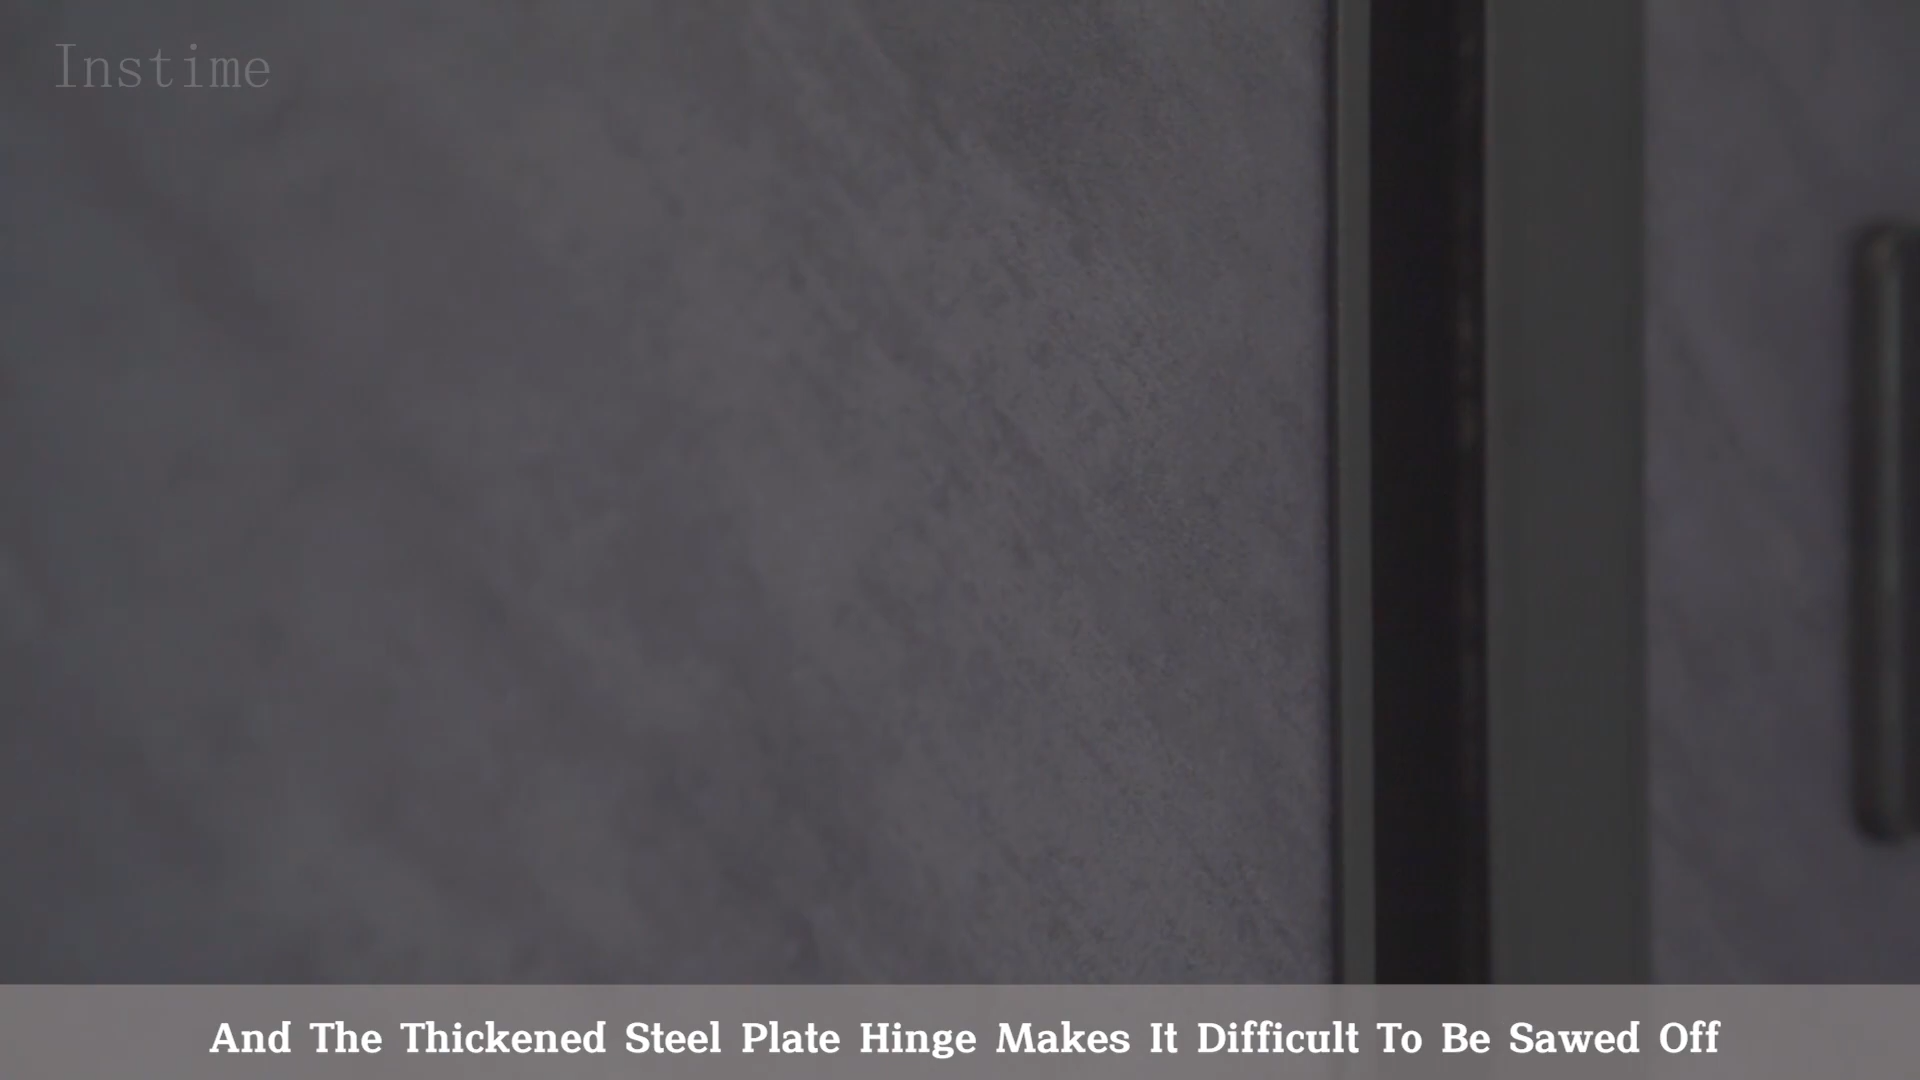 Instime
And The Thickened Steel Plate Hinge Makes It Difficult To Be Sawed Off